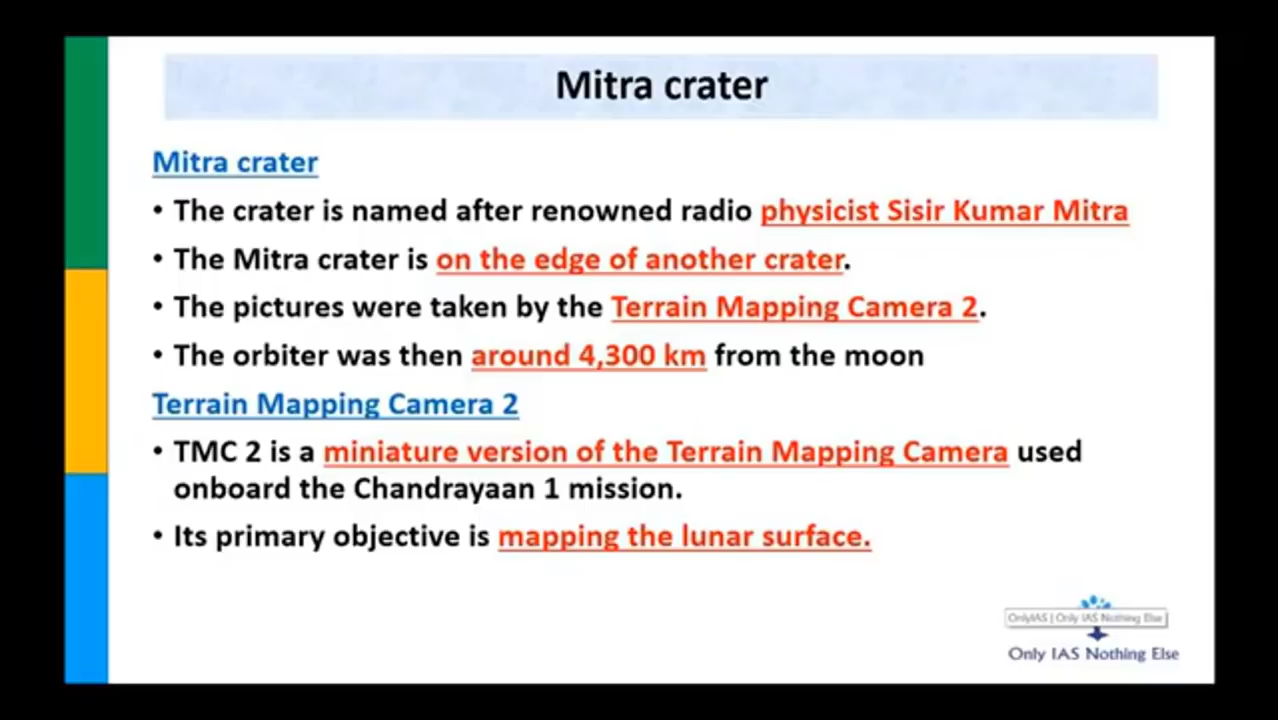 Mitra crater
Mitra crater
• The crater is named after renowned radio physicist Sisir Kumar Mitra
• The Mitra crater is on the edge of another crater.
• The pictures were taken by the Terrain Mapping Camera 2.
• The orbiter was then around 4,300 km from the moon
Terrain Mapping Camera 2
• TMC 2 is a miniature version of the Terrain Mapping Camera used
onboard the Chandrayaan 1 mission.
• Its primary objective is mapping the lunar surface.
OnlyIAS | Only IAS Nothing Else
Only IAS Nothing Else